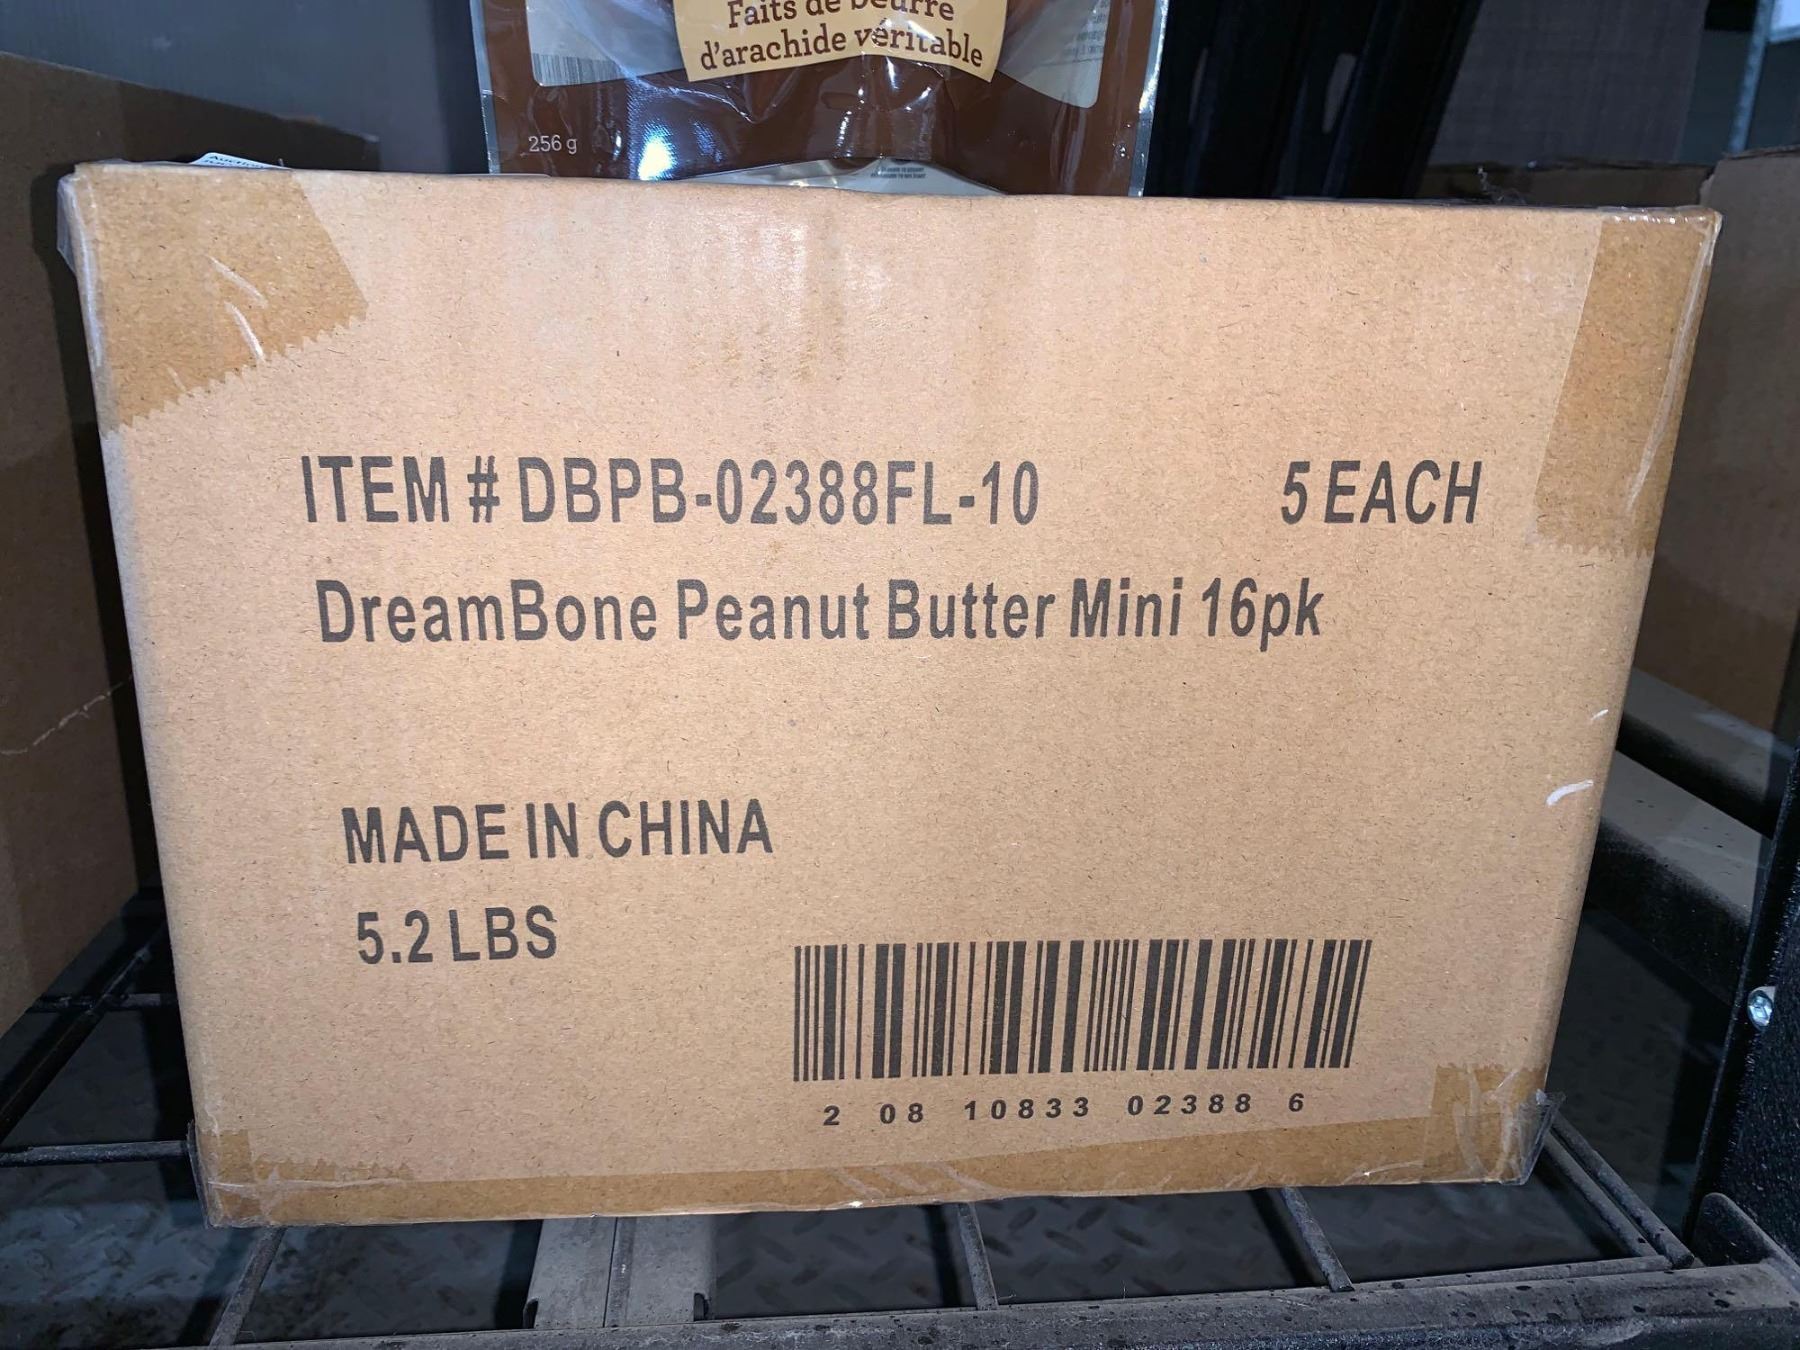 Faits de beurre
d'arachide véritable
256 g
ITEM # DBPB-02388FL-10 5 EACH
DreamBone Peanut Butter Mini 16pk
MADE IN CHINA
5.2 LBS
2 08 10833 02388 6